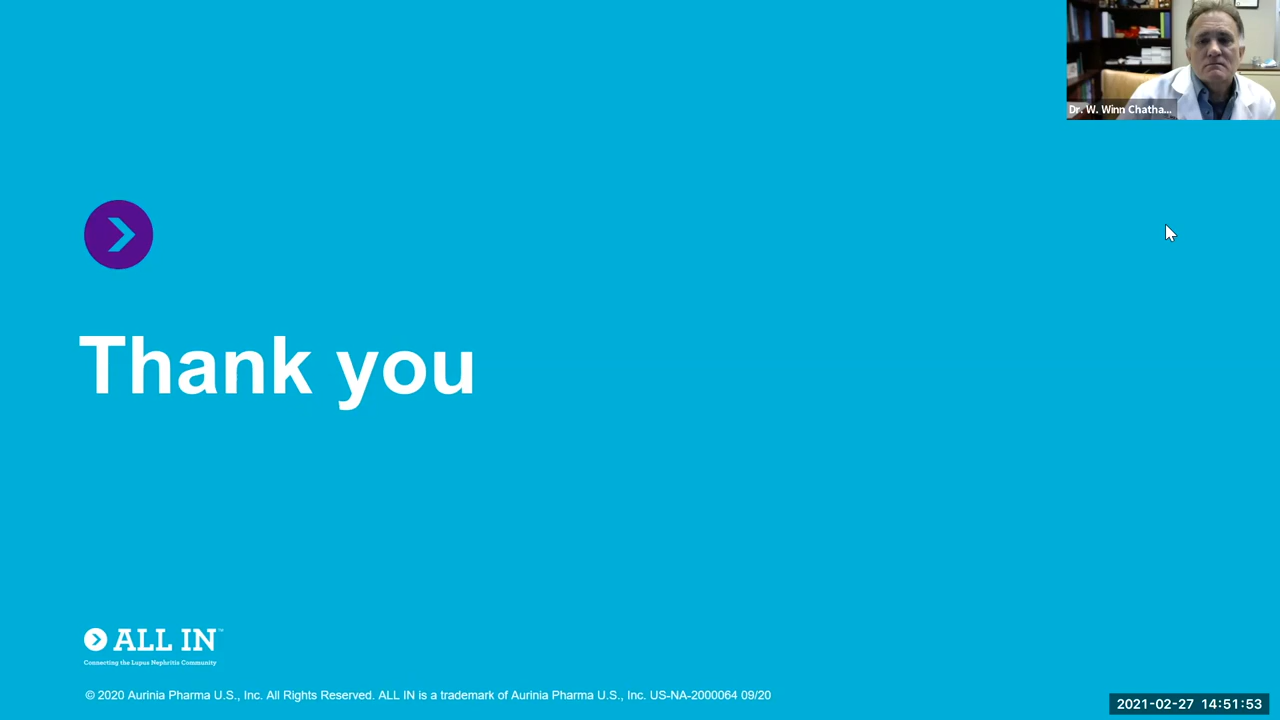 Dr. W. Winn Chatha...
Thank you
ALL IN™
Connecting the Lupus Nephritis Community
© 2020 Aurinia Pharma U.S., Inc. All Rights Reserved. ALL IN is a trademark of Aurinia Pharma U.S., Inc. US-NA-2000064 09/20
2021-02-27 14:51:53